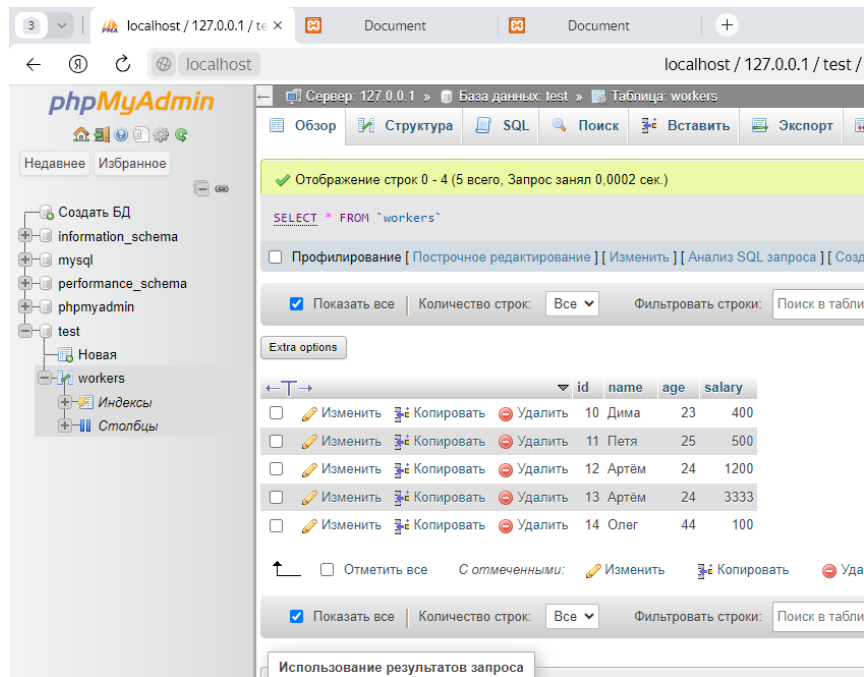 3 localhost / 127.0.0.1 / te Document Document
localhost localhost / 127.0.0.1 / test /
phpMyAdmin
Недавнее Избранное
Создать БД
information_schema
mysql
performance_schema
phpmyadmin
test
Новая
workers
Индексы
Столбцы
Сервер: 127.0.0.1 » База данных: test » Таблица: workers
Обзор Структура SQL Поиск Вставить Экспорт
Отображение строк 0 - 4 (5 всего, Запрос занял 0,0002 сек.)
SELECT * FROM `workers`
Профилирование [ Построчное редактирование ] [ Изменить ] [ Анализ SQL запроса ] [ Созд
Показать все Количество строк: Все Фильтровать строки: Поиск в табли
Extra options
←T→ id name age salary
Изменить Копировать Удалить 10 Дима 23 400
Изменить Копировать Удалить 11 Петя 25 500
Изменить Копировать Удалить 12 Артём 24 1200
Изменить Копировать Удалить 13 Артём 24 3333
Изменить Копировать Удалить 14 Олег 44 100
Отметить все С отмеченными: Изменить Копировать Уда
Показать все Количество строк: Все Фильтровать строки: Поиск в табли
Использование результатов запроса